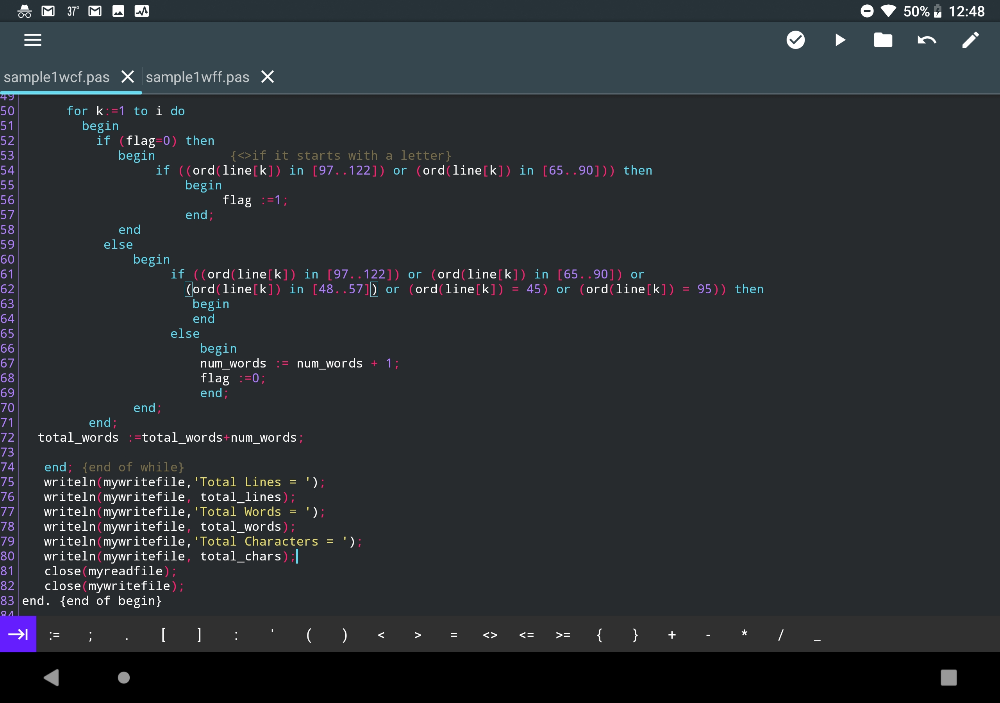 37° 50% 12:48
sample1wcf.pas sample1wff.pas
49
50 for k:=1 to i do
51 begin
52 if (flag=0) then
53 begin {<>if it starts with a letter}
54 if ((ord(line[k]) in [97..122]) or (ord(line[k]) in [65..90])) then
55 begin
56 flag :=1;
57 end;
58 end
59 else
60 begin
61 if ((ord(line[k]) in [97..122]) or (ord(line[k]) in [65..90]) or
62 (ord(line[k]) in [48..57]) or (ord(line[k]) = 45) or (ord(line[k]) = 95)) then
63 begin
64 end
65 else
66 begin
67 num_words := num_words + 1;
68 flag :=0;
69 end;
70 end;
71 end;
72 total_words :=total_words+num_words;
73
74 end; {end of while}
75 writeln(mywritefile,'Total Lines = ');
76 writeln(mywritefile, total_lines);
77 writeln(mywritefile,'Total Words = ');
78 writeln(mywritefile, total_words);
79 writeln(mywritefile,'Total Characters = ');
80 writeln(mywritefile, total_chars);
81 close(myreadfile);
82 close(mywritefile);
83 end. {end of begin}
84
:= ; . [ ] : ' ( ) < > = <> <= >= { } + - * / _